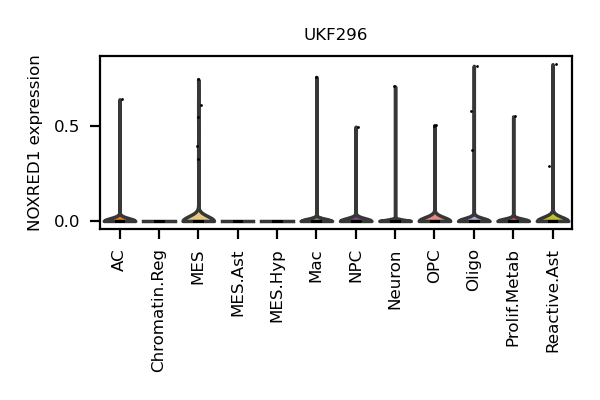 UKF296
NOXRED1 expression
0.5
0.0
AC
Chromatin.Reg
MES
MES.Ast
MES.Hyp
Mac
NPC
Neuron
OPC
Oligo
Prolif.Metab
Reactive.Ast